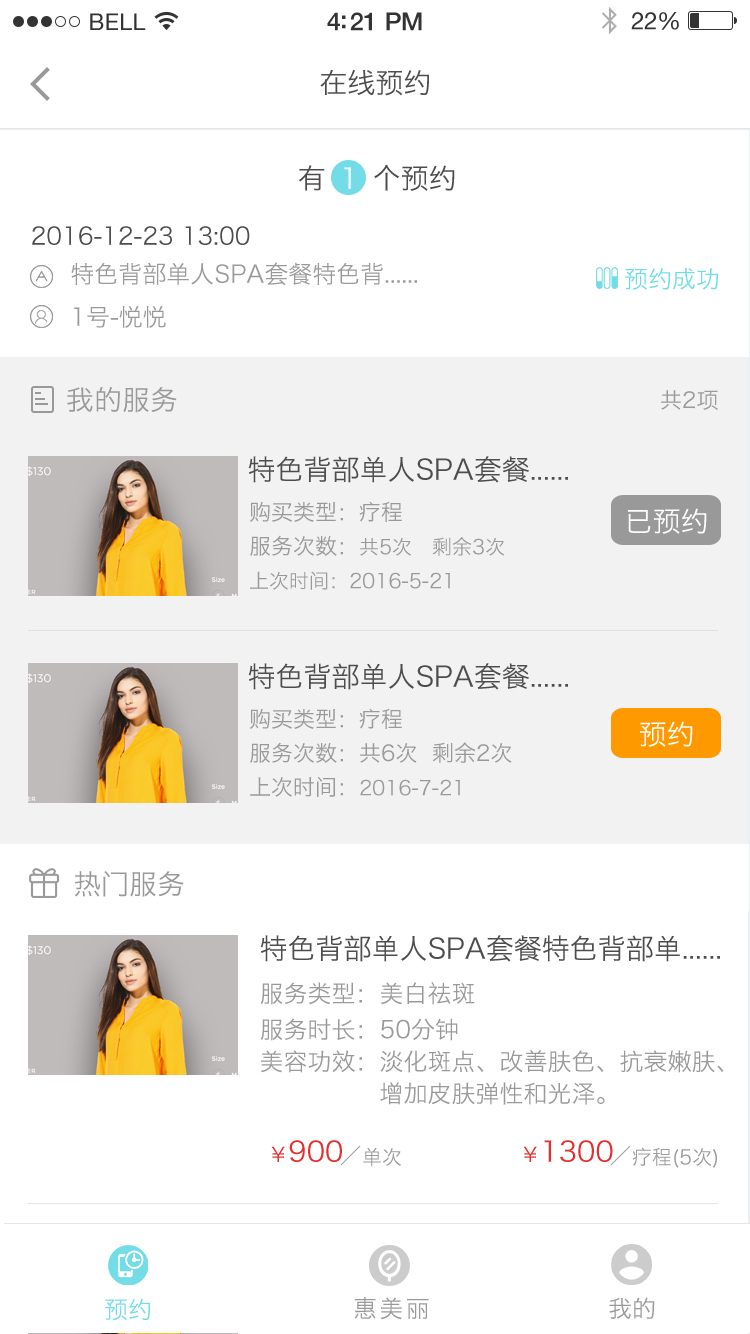 BELL 4:21 PM 22%
在线预约
有 1 个预约
2016-12-23 13:00
特色背部单人SPA套餐特色背......
预约成功
1号-悦悦
我的服务 共2项
$130
Size
特色背部单人SPA套餐......
购买类型：疗程
服务次数：共5次 剩余3次
上次时间：2016-5-21
已预约
$130
Size
特色背部单人SPA套餐......
购买类型：疗程
服务次数：共6次 剩余2次
上次时间：2016-7-21
预约
热门服务
$130
Size
特色背部单人SPA套餐特色背部单......
服务类型：美白祛斑
服务时长：50分钟
美容功效：淡化斑点、改善肤色、抗衰嫩肤、
增加皮肤弹性和光泽。
￥900／单次 ￥1300／疗程(5次)
预约 惠美丽 我的